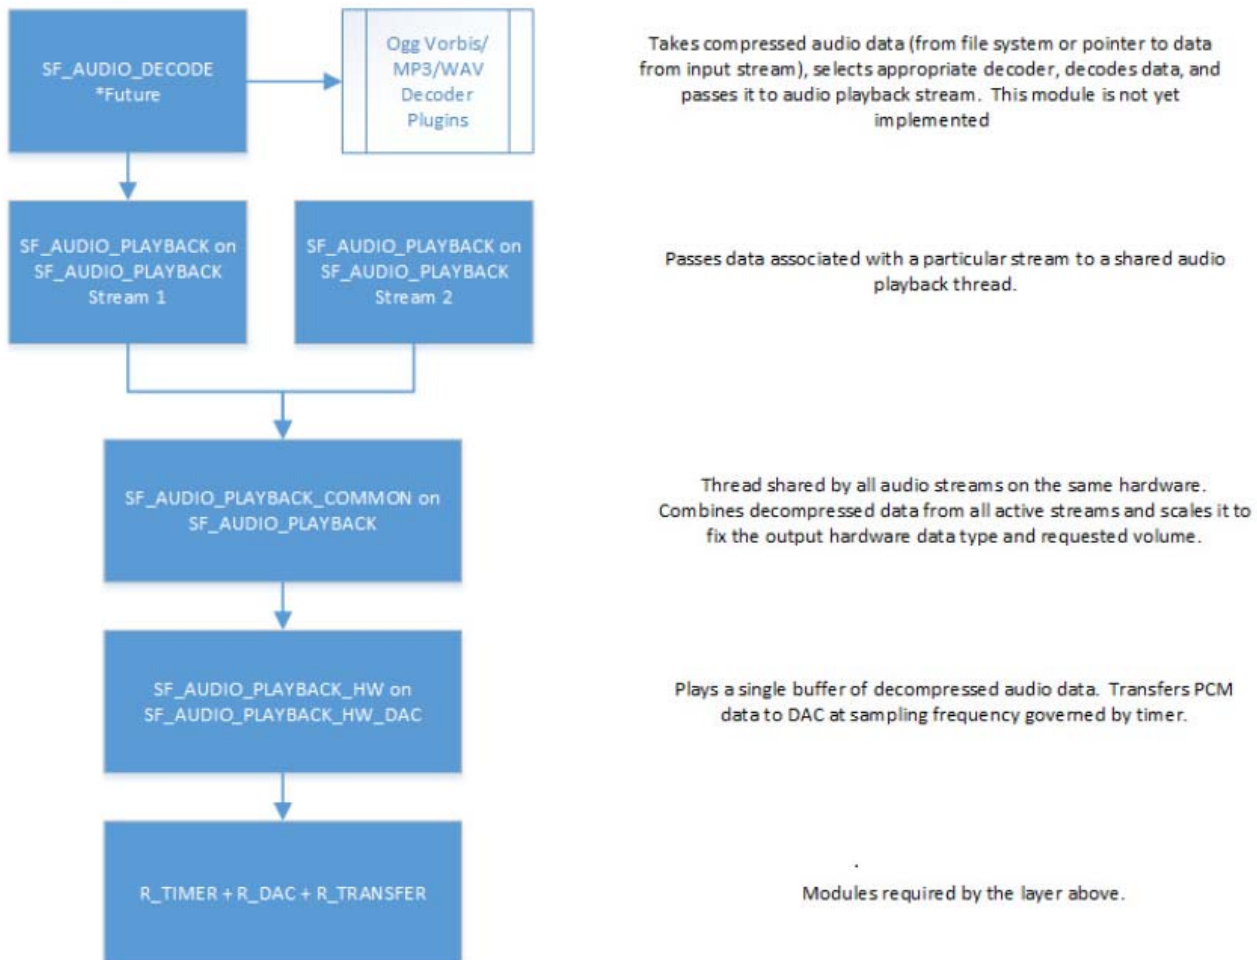 SF_AUDIO_DECODE
*Future
Ogg Vorbis/
MP3/WAV
Decoder
Plugins
Takes compressed audio data (from file system or pointer to data
from input stream), selects appropriate decoder, decodes data, and
passes it to audio playback stream. This module is not yet
implemented
SF_AUDIO_PLAYBACK on
SF_AUDIO_PLAYBACK
Stream 1
SF_AUDIO_PLAYBACK on
SF_AUDIO_PLAYBACK
Stream 2
Passes data associated with a particular stream to a shared audio
playback thread.
SF_AUDIO_PLAYBACK_COMMON on
SF_AUDIO_PLAYBACK
Thread shared by all audio streams on the same hardware.
Combines decompressed data from all active streams and scales it to
fix the output hardware data type and requested volume.
SF_AUDIO_PLAYBACK_HW on
SF_AUDIO_PLAYBACK_HW_DAC
Plays a single buffer of decompressed audio data. Transfers PCM
data to DAC at sampling frequency governed by timer.
R_TIMER + R_DAC + R_TRANSFER
.
Modules required by the layer above.